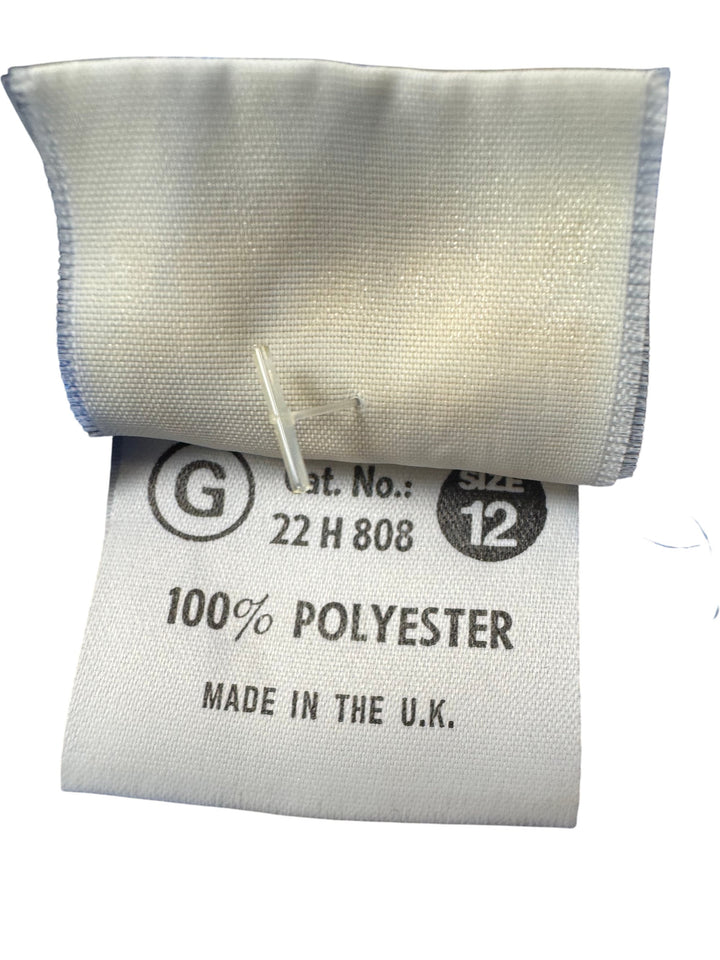 G
Cat. No.:
22 H 808
SIZE
12
100% POLYESTER
MADE IN THE U.K.